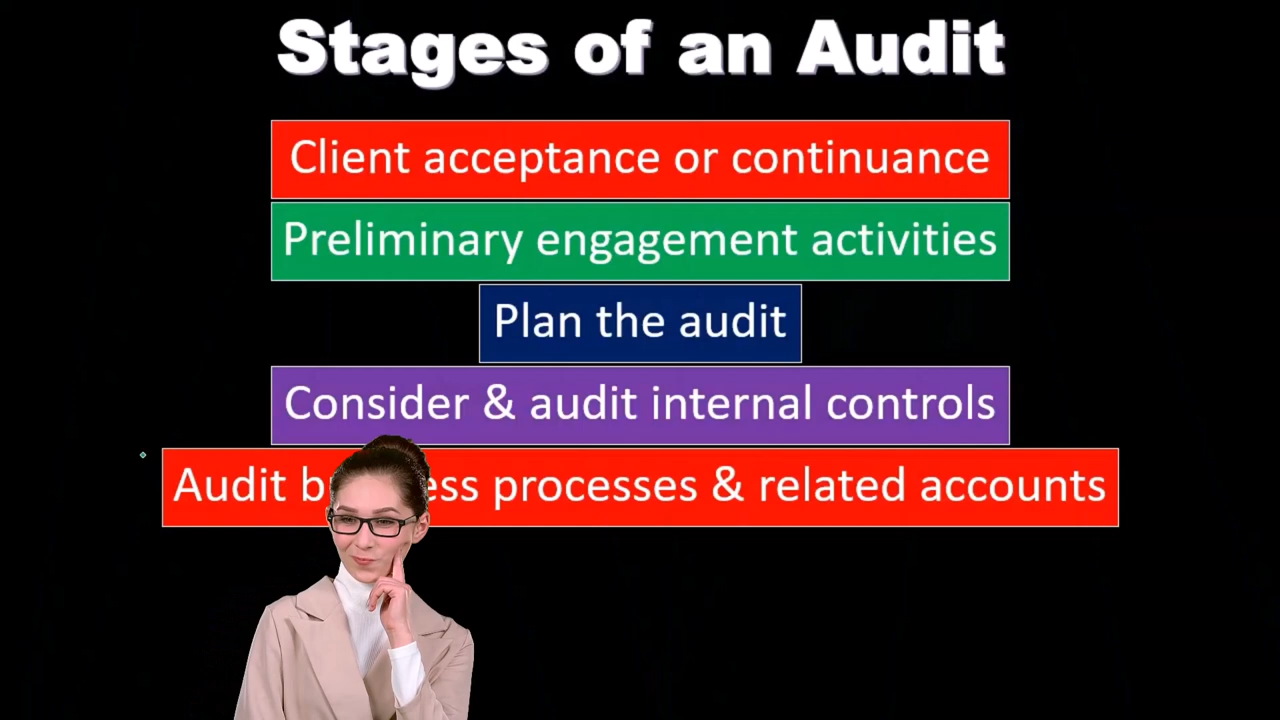 Stages of an Audit
Client acceptance or continuance
Preliminary engagement activities
Plan the audit
Consider & audit internal controls
Audit processes & related accounts